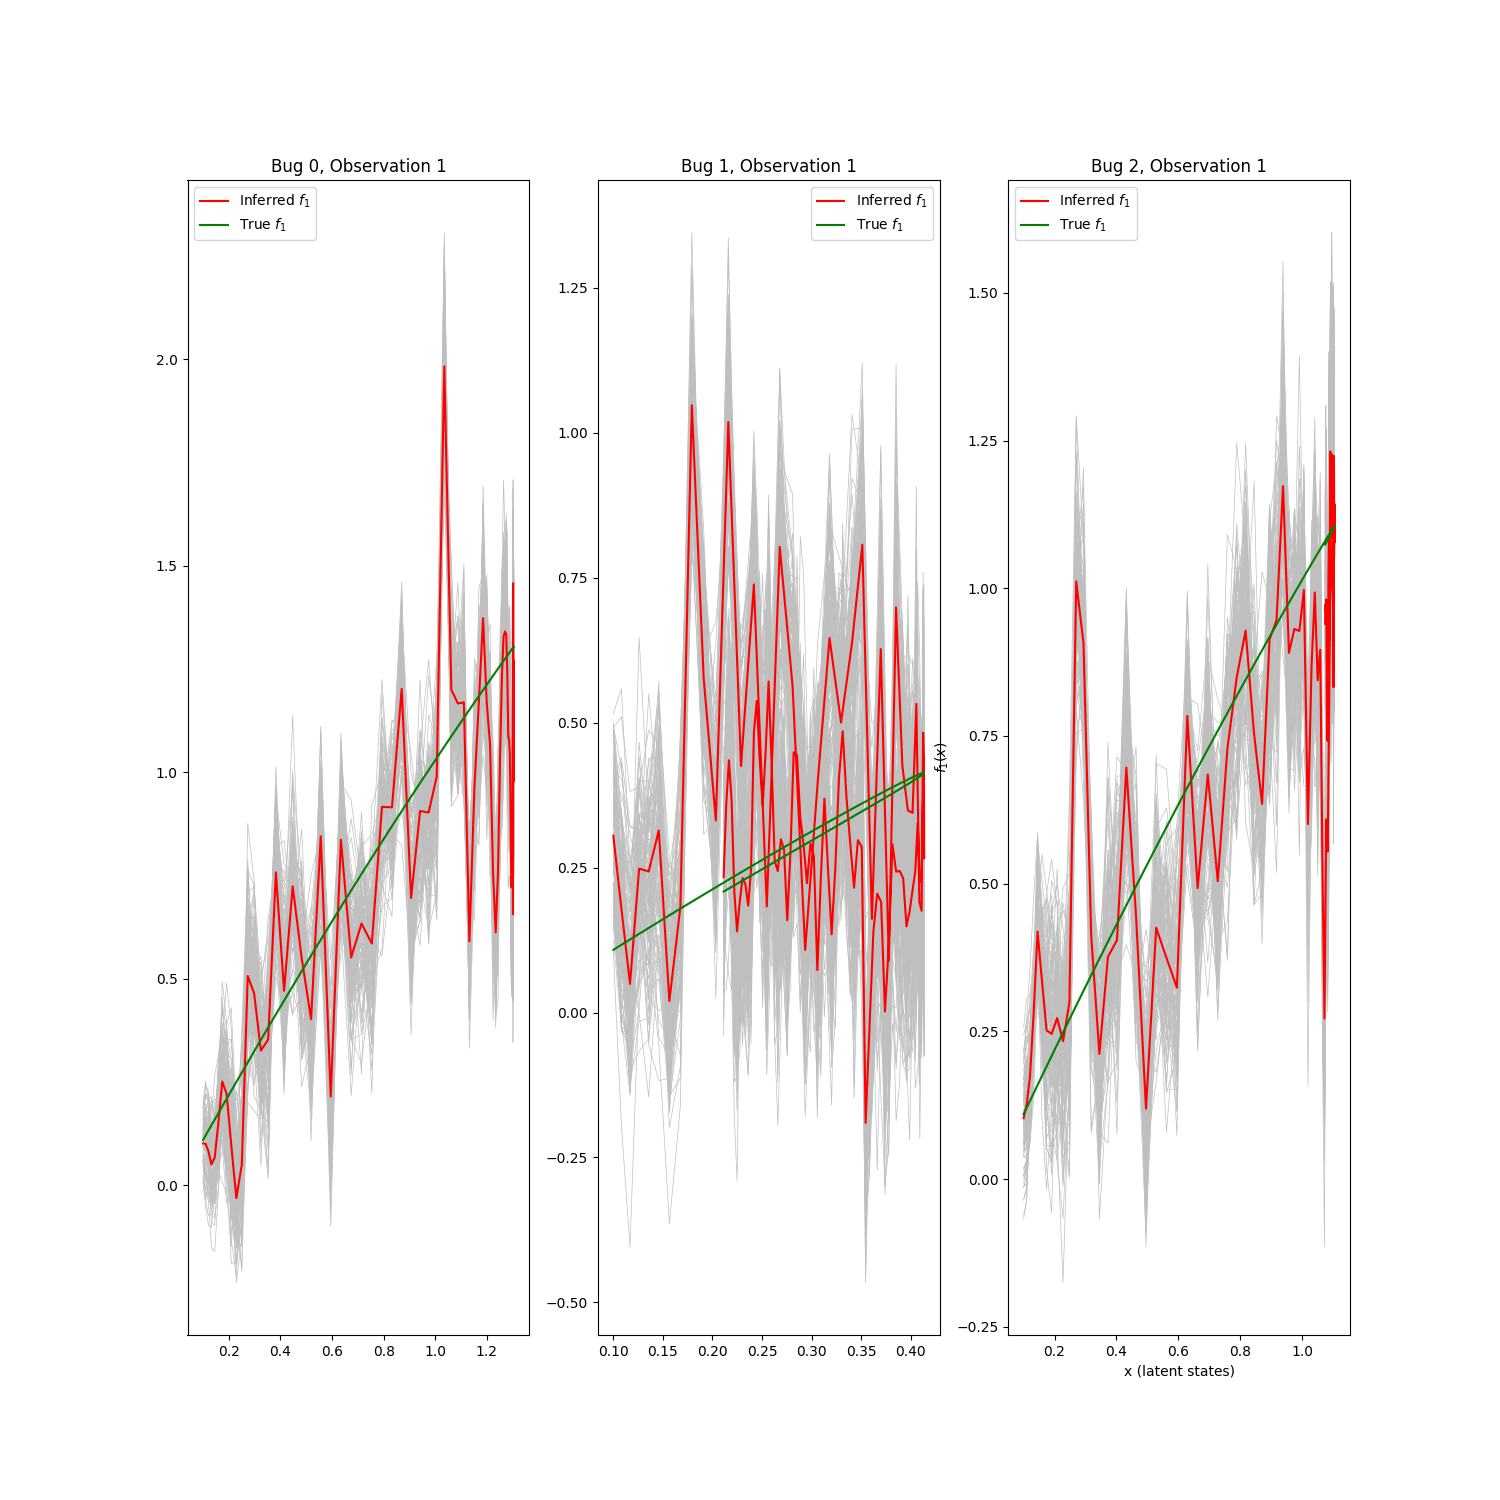 Bug 0, Observation 1
Inferred f₁
True f₁
2.0
1.5
1.0
0.5
0.0
0.2 0.4 0.6 0.8 1.0 1.2
Bug 1, Observation 1
Inferred f₁
True f₁
1.25
1.00
0.75
0.50
0.25
0.00
−0.25
−0.50
0.10 0.15 0.20 0.25 0.30 0.35 0.40
Bug 2, Observation 1
Inferred f₁
True f₁
f₁(x)
1.50
1.25
1.00
0.75
0.50
0.25
0.00
−0.25
0.2 0.4 0.6 0.8 1.0
x (latent states)